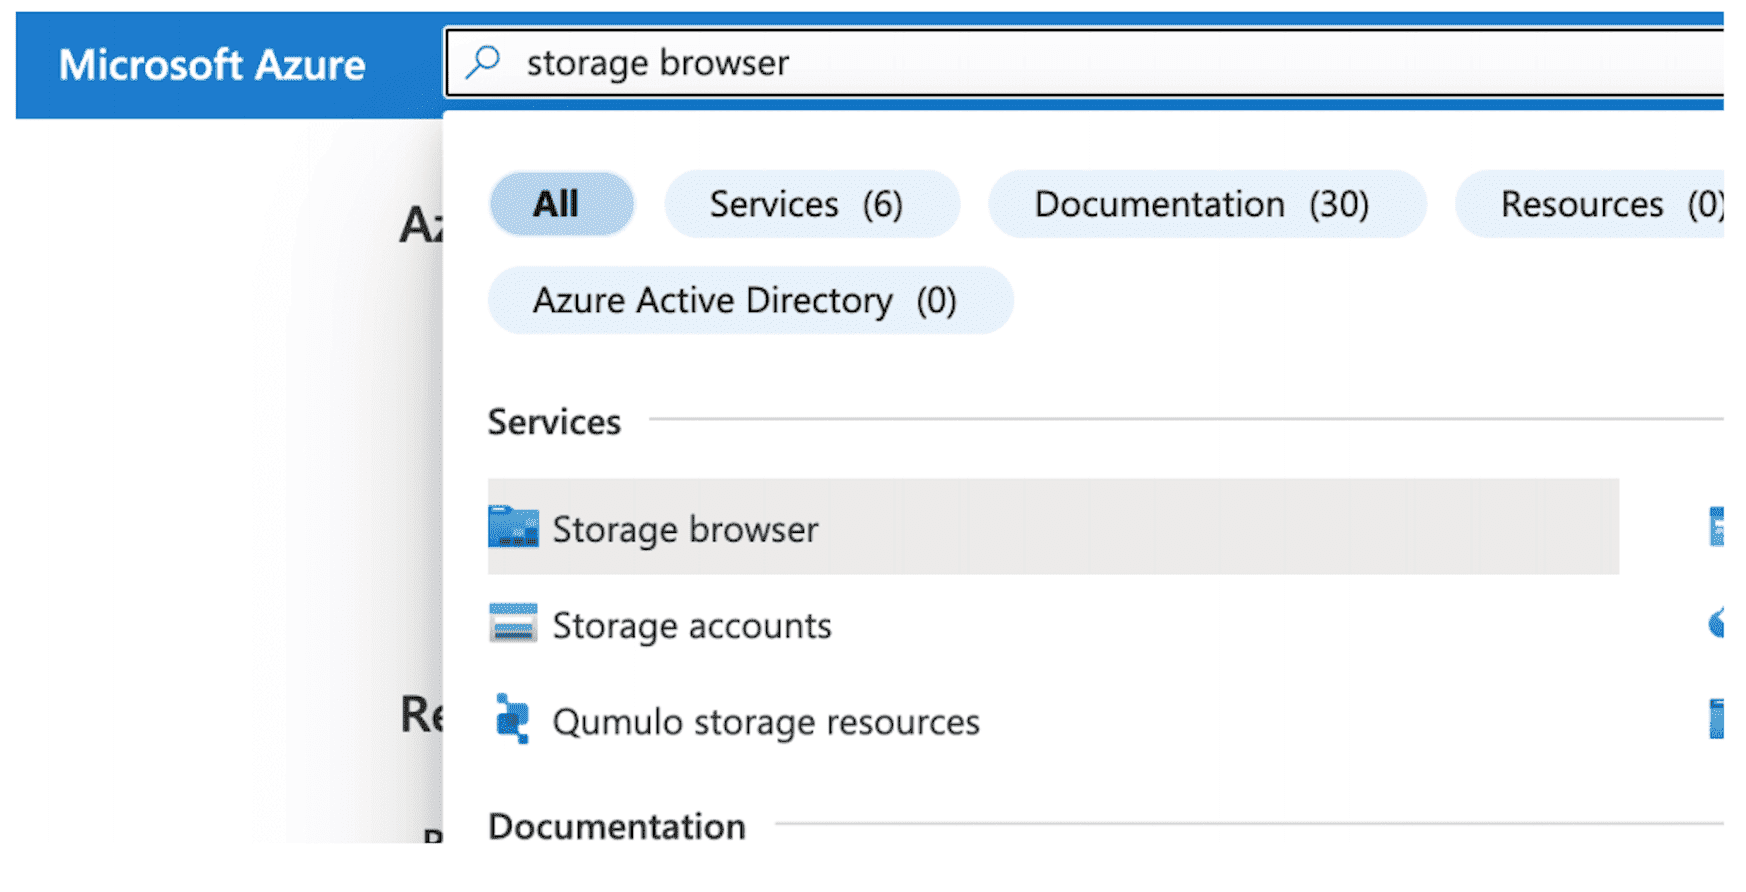 Microsoft Azure
storage browser
All Services (6) Documentation (30) Resources (0)
Azure Active Directory (0)
Services
Storage browser
Storage accounts
Qumulo storage resources
Documentation